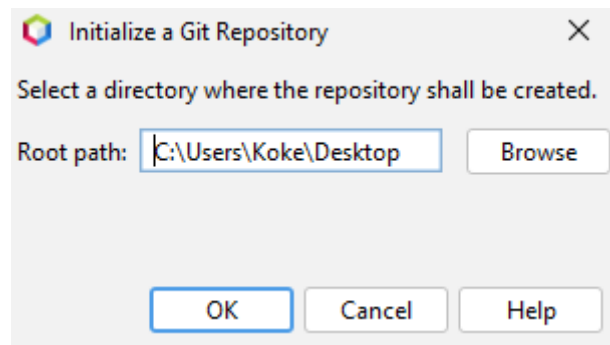 Initialize a Git Repository
Select a directory where the repository shall be created.
Root path: C:\Users\Koke\Desktop Browse
OK Cancel Help